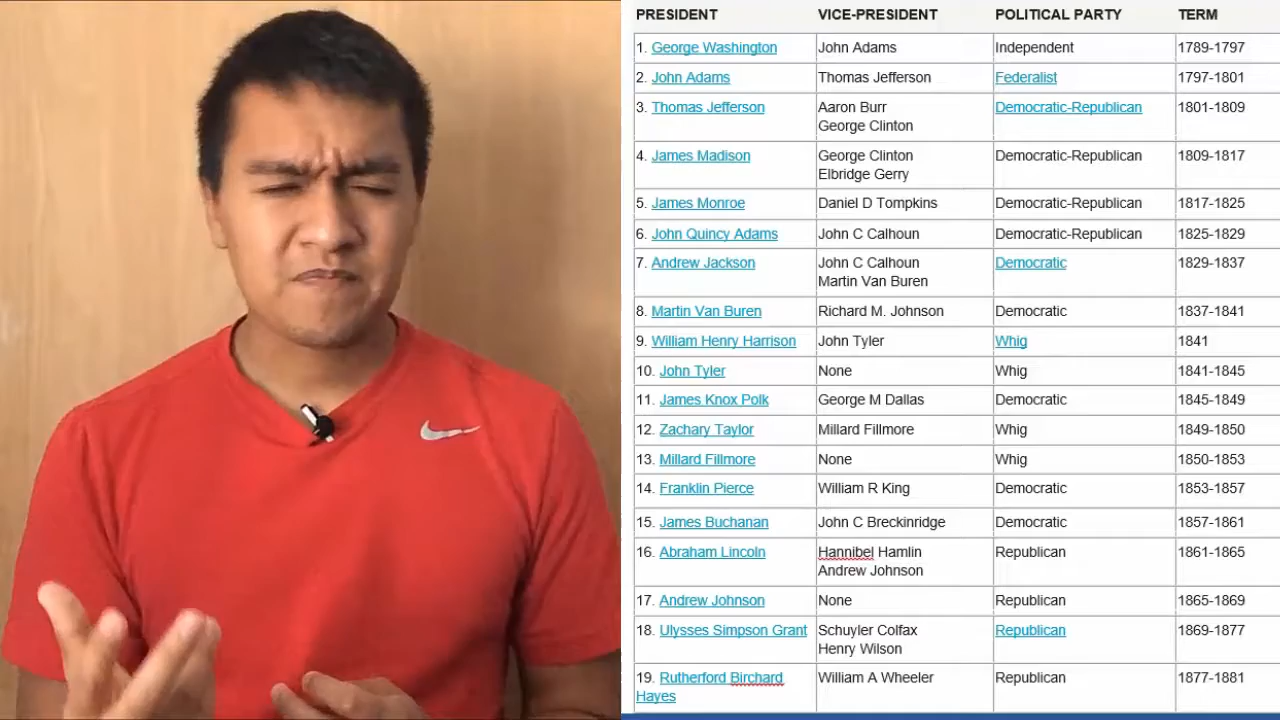 PRESIDENT VICE-PRESIDENT POLITICAL PARTY TERM
1. George Washington John Adams Independent 1789-1797
2. John Adams Thomas Jefferson Federalist 1797-1801
3. Thomas Jefferson Aaron Burr Democratic-Republican 1801-1809
George Clinton
4. James Madison George Clinton Democratic-Republican 1809-1817
Elbridge Gerry
5. James Monroe Daniel D Tompkins Democratic-Republican 1817-1825
6. John Quincy Adams John C Calhoun Democratic-Republican 1825-1829
7. Andrew Jackson John C Calhoun Democratic 1829-1837
Martin Van Buren
8. Martin Van Buren Richard M. Johnson Democratic 1837-1841
9. William Henry Harrison John Tyler Whig 1841
10. John Tyler None Whig 1841-1845
11. James Knox Polk George M Dallas Democratic 1845-1849
12. Zachary Taylor Millard Fillmore Whig 1849-1850
13. Millard Fillmore None Whig 1850-1853
14. Franklin Pierce William R King Democratic 1853-1857
15. James Buchanan John C Breckinridge Democratic 1857-1861
16. Abraham Lincoln Hannibel Hamlin Republican 1861-1865
Andrew Johnson
17. Andrew Johnson None Republican 1865-1869
18. Ulysses Simpson Grant Schuyler Colfax Republican 1869-1877
Henry Wilson
19. Rutherford Birchard William A Wheeler Republican 1877-1881
Hayes